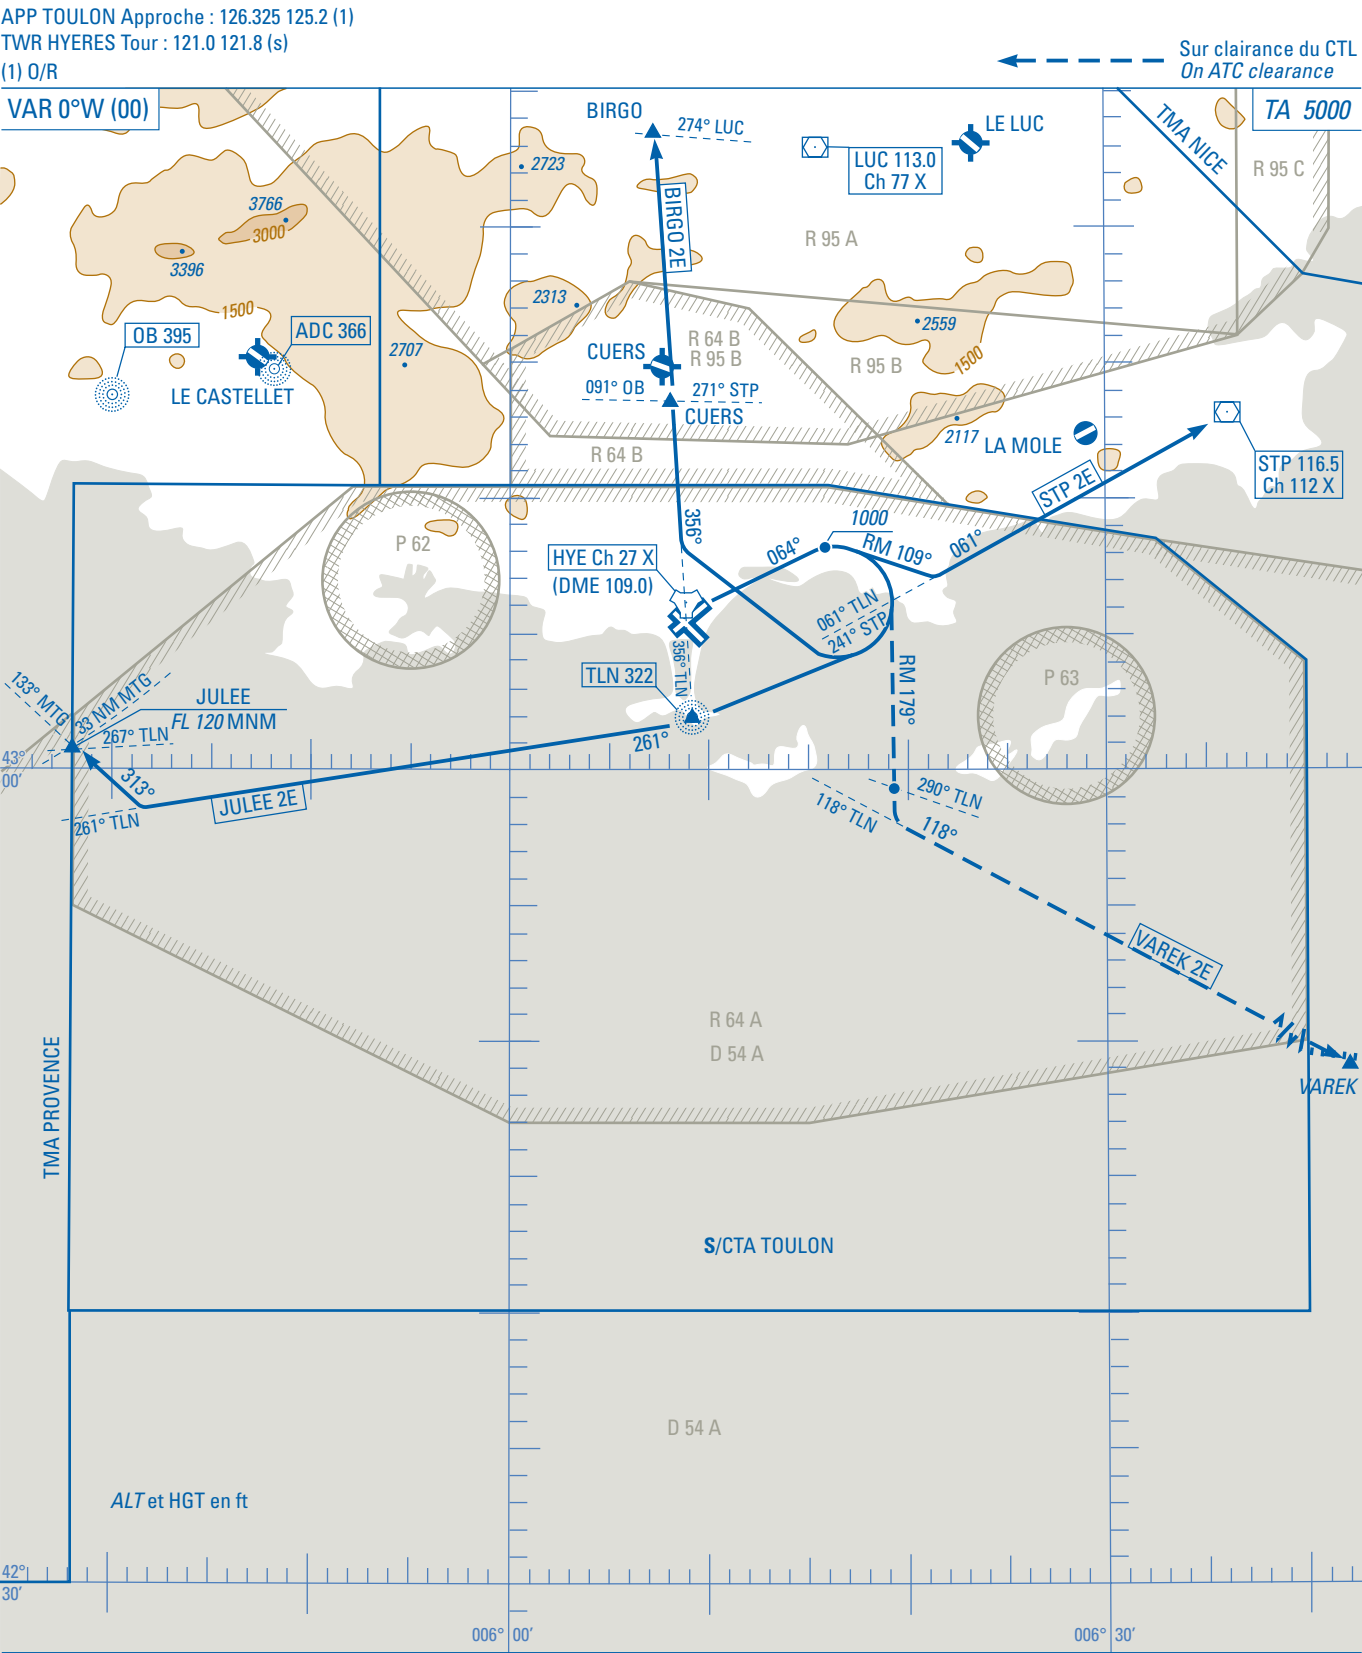 APP TOULON Approche : 126.325 125.2 (1)
TWR HYERES Tour : 121.0 121.8 (s)
(1) O/R
Sur clairance du CTL
On ATC clearance
VAR 0°W (00)
TA 5000
BIRGO
274° LUC
LE LUC
LUC 113.0
Ch 77 X
TMA NICE
R 95 C
2723
3766
3000
3396
BIRGO 2E
R 95 A
1500
2313
2559
OB 395
ADC 366
2707
LE CASTELLET
CUERS
R 64 B
R 95 B
R 95 B
1500
091° OB
271° STP
CUERS
2117
LA MOLE
R 64 B
STP 116.5
Ch 112 X
STP 2E
356°
1000
064°
RM 109°
061°
P 62
HYE Ch 27 X
(DME 109.0)
061° TLN
241° STP
356° TLN
TLN 322
RM 179°
P 63
133° MTG
33 NM MTG
JULEE
FL 120 MNM
267° TLN
261°
43°
00'
313°
JULEE 2E
261° TLN
290° TLN
118° TLN
118°
VAREK 2E
R 64 A
D 54 A
TMA PROVENCE
VAREK
S/CTA TOULON
D 54 A
ALT et HGT en ft
42°
30'
006° 00'
006° 30'